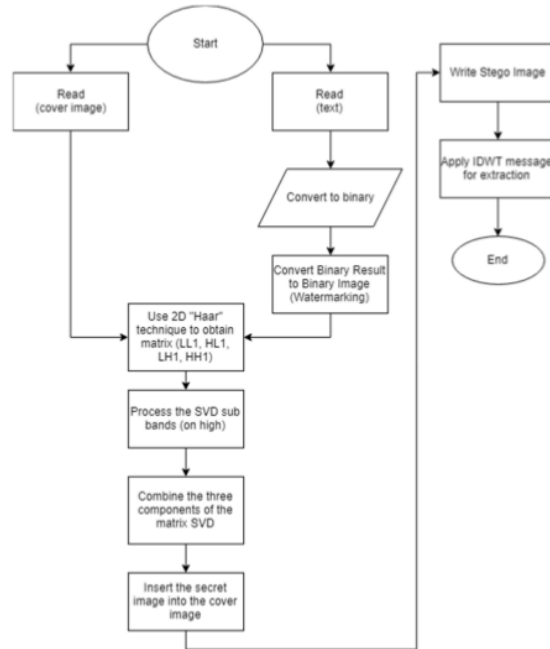 Start
Read
(cover image)
Read
(text)
Convert to binary
Convert Binary Result
to Binary Image
(Watermarking)
Use 2D "Haar"
technique to obtain
matrix (LL1, HL1,
LH1, HH1)
Process the SVD sub
bands (on high)
Combine the three
components of the
matrix SVD
Insert the secret
image into the cover
image
Write Stego Image
Apply IDWT message
for extraction
End